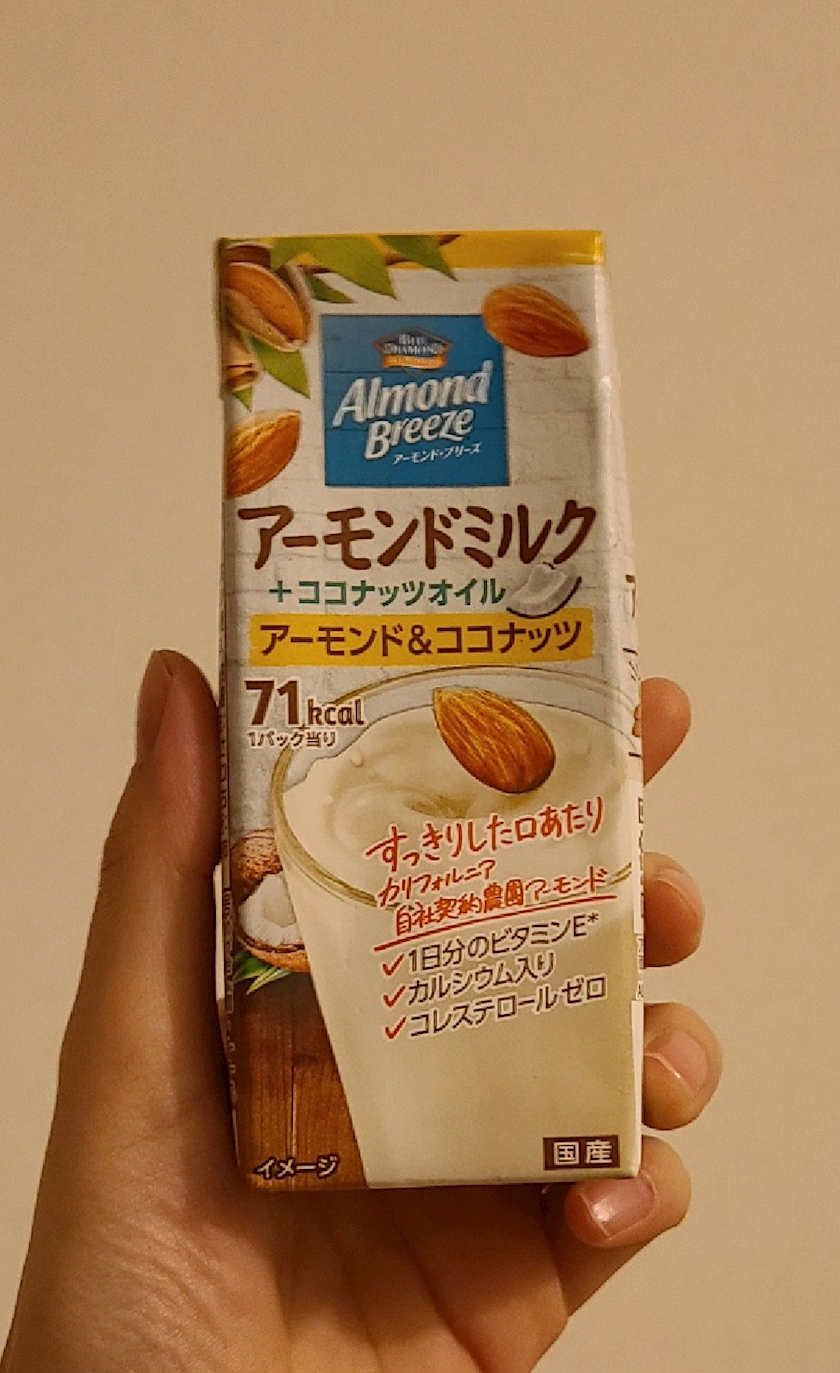 BLUE DIAMOND
Almond
Breeze
アーモンド・ブリーズ
アーモンドミルク
+ココナッツオイル
アーモンド&ココナッツ
71kcal
1パック当り
すっきりした口あたり
カリフォルニア
自社契約農園アーモンド
✓1日分のビタミンE*
✓カルシウム入り
✓コレステロールゼロ
イメージ
国産